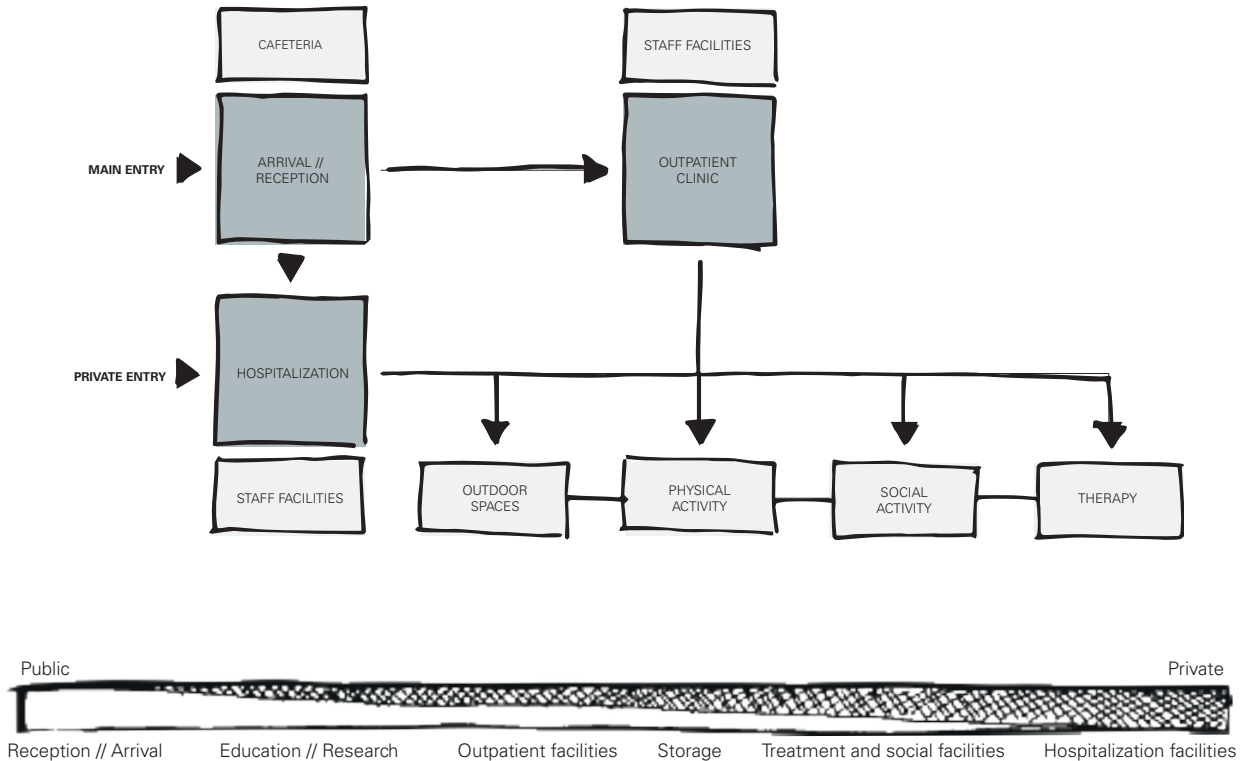 CAFETERIA
STAFF FACILITIES
MAIN ENTRY
ARRIVAL //
RECEPTION
OUTPATIENT
CLINIC
PRIVATE ENTRY
HOSPITALIZATION
STAFF FACILITIES
OUTDOOR
SPACES
PHYSICAL
ACTIVITY
SOCIAL
ACTIVITY
THERAPY
Public
Private
Reception // Arrival
Education // Research
Outpatient facilities
Storage
Treatment and social facilities
Hospitalization facilities